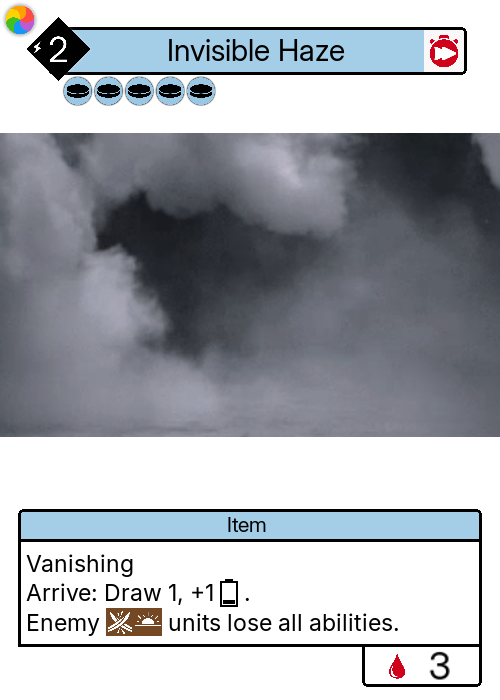 2
Invisible Haze
Item
Vanishing
Arrive: Draw 1, +1 .
Enemy units lose all abilities.
3